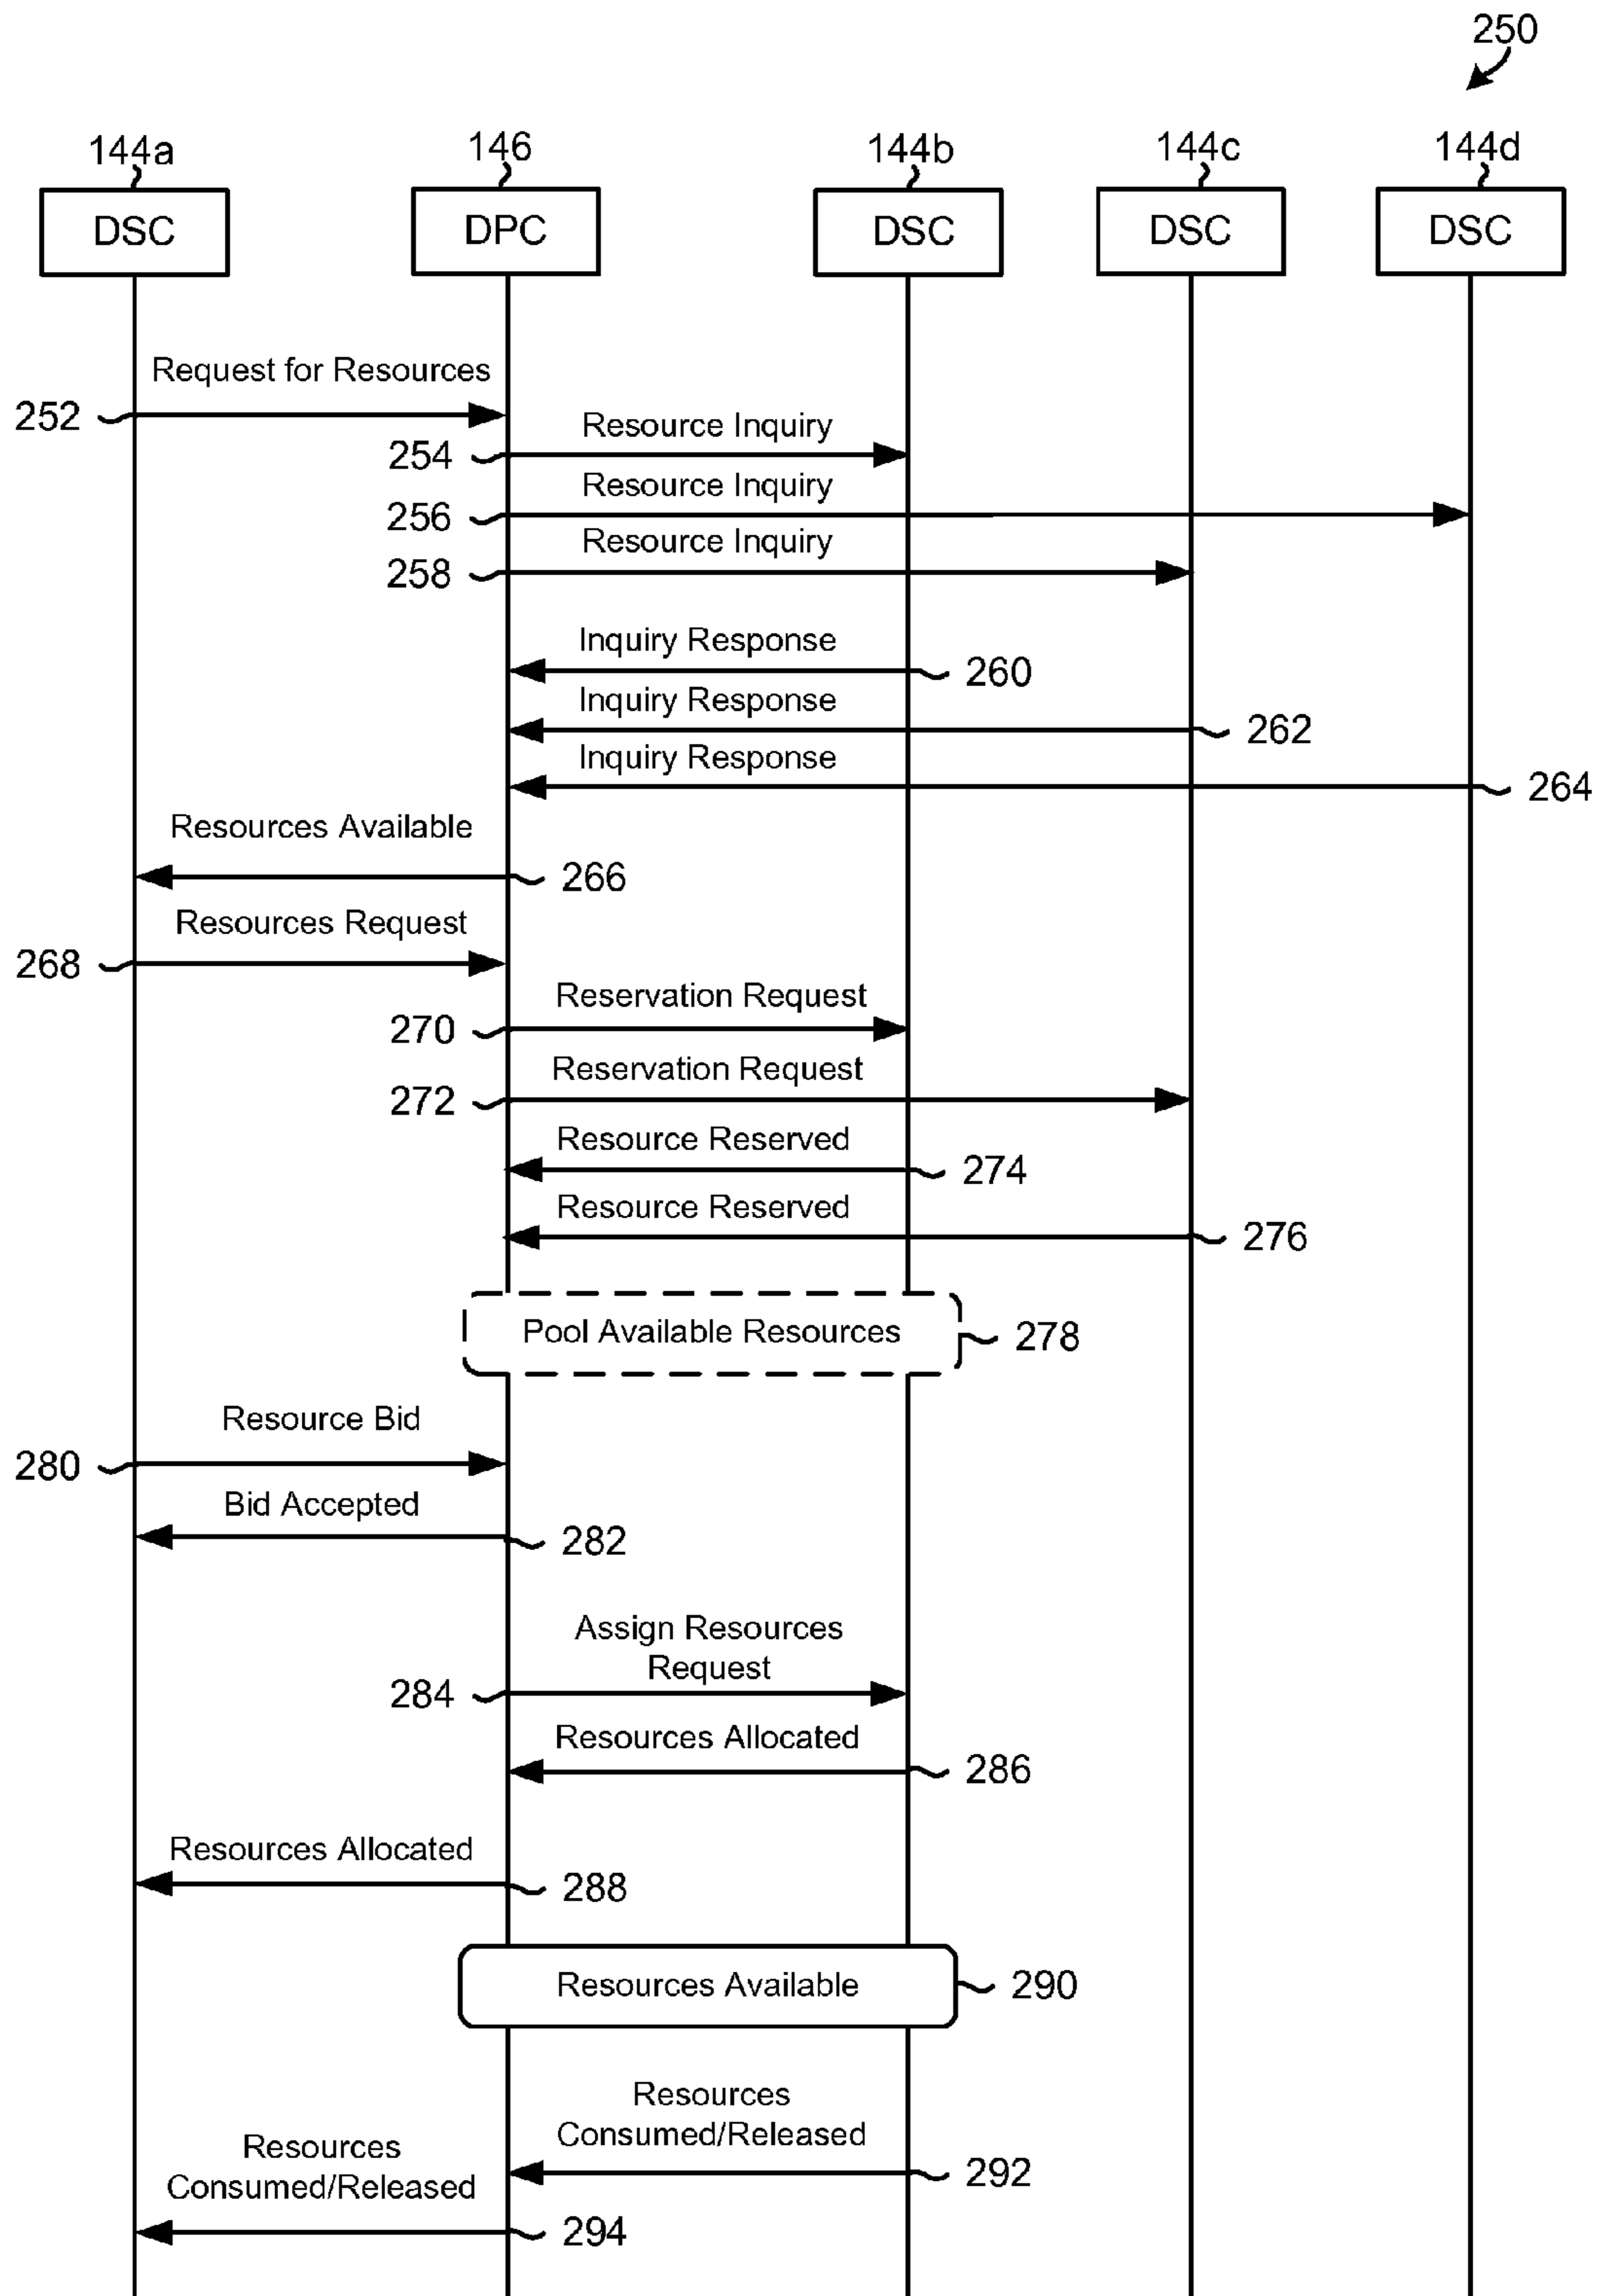 250
144a
146
144b
144c
144d
DSC
DPC
DSC
DSC
DSC
Request for Resources
252
Resource Inquiry
254
Resource Inquiry
256
Resource Inquiry
258
Inquiry Response
260
Inquiry Response
262
Inquiry Response
264
Resources Available
266
Resources Request
268
Reservation Request
270
Reservation Request
272
Resource Reserved
274
Resource Reserved
276
Pool Available Resources
278
Resource Bid
280
Bid Accepted
282
Assign Resources
Request
284
Resources Allocated
286
Resources Allocated
288
Resources Available
290
Resources
Consumed/Released
292
Resources
Consumed/Released
294